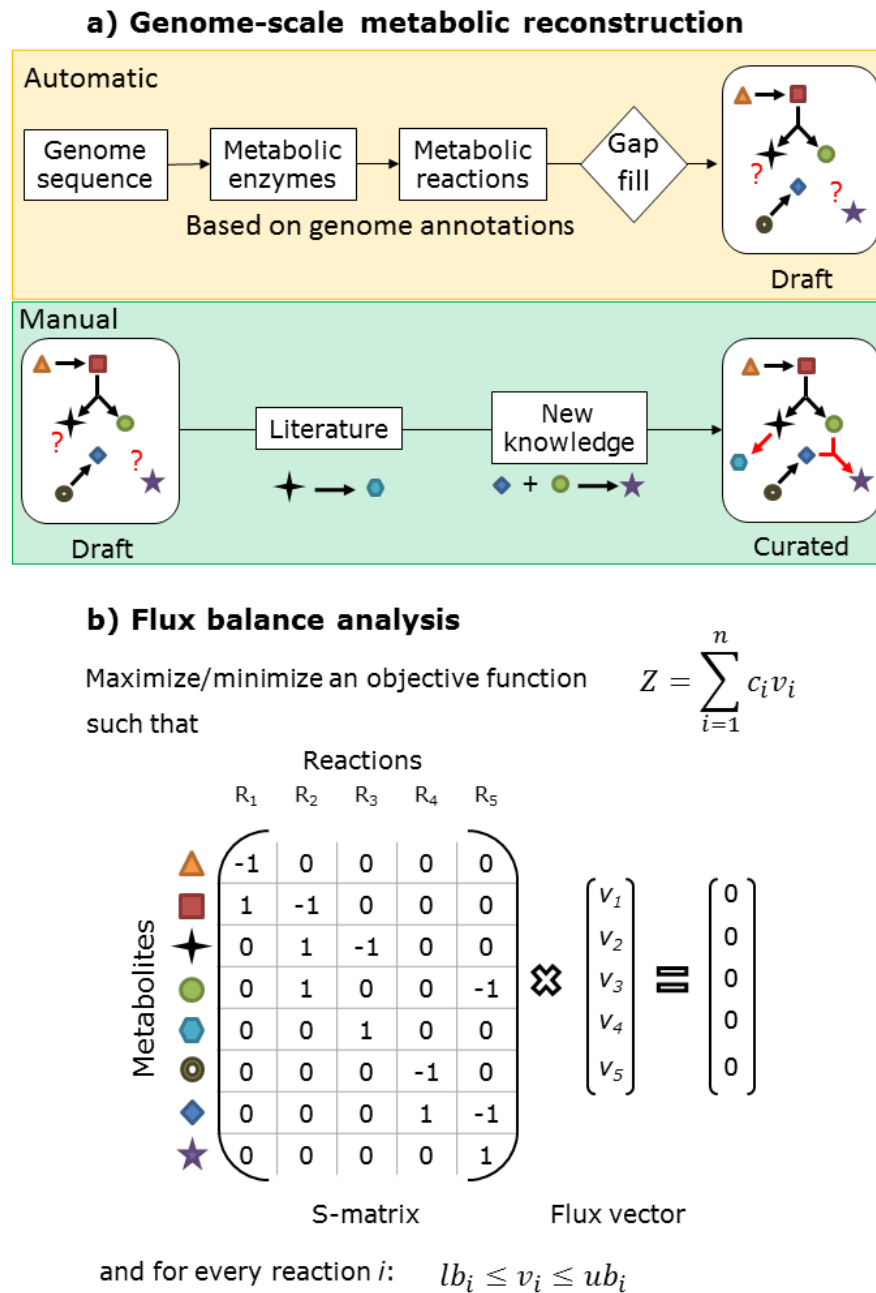 a) Genome-scale metabolic reconstruction
Automatic
Genome sequence
Metabolic enzymes
Metabolic reactions
Gap fill
Based on genome annotations
? ?
Draft
Manual
? ?
Draft
Literature
New knowledge
+
Curated
b) Flux balance analysis
Maximize/minimize an objective function
such that
Z = \sum_{i=1}^{n} c_i v_i
Reactions
R₁ R₂ R₃ R₄ R₅
Metabolites
-1 0 0 0 0
1 -1 0 0 0
0 1 -1 0 0
0 1 0 0 -1
0 0 1 0 0
0 0 0 -1 0
0 0 0 1 -1
0 0 0 0 1
v₁
v₂
v₃
v₄
v₅
=
0
0
0
0
0
S-matrix
Flux vector
and for every reaction i: lbᵢ ≤ vᵢ ≤ ubᵢ